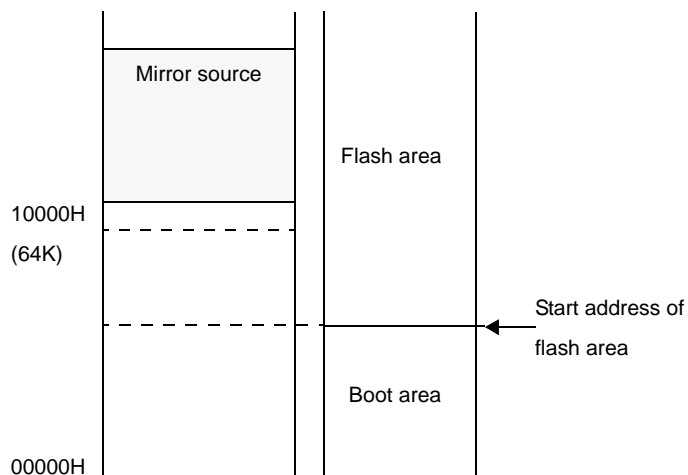 Mirror source
Flash area
10000H
(64K)
Start address of
flash area
Boot area
00000H